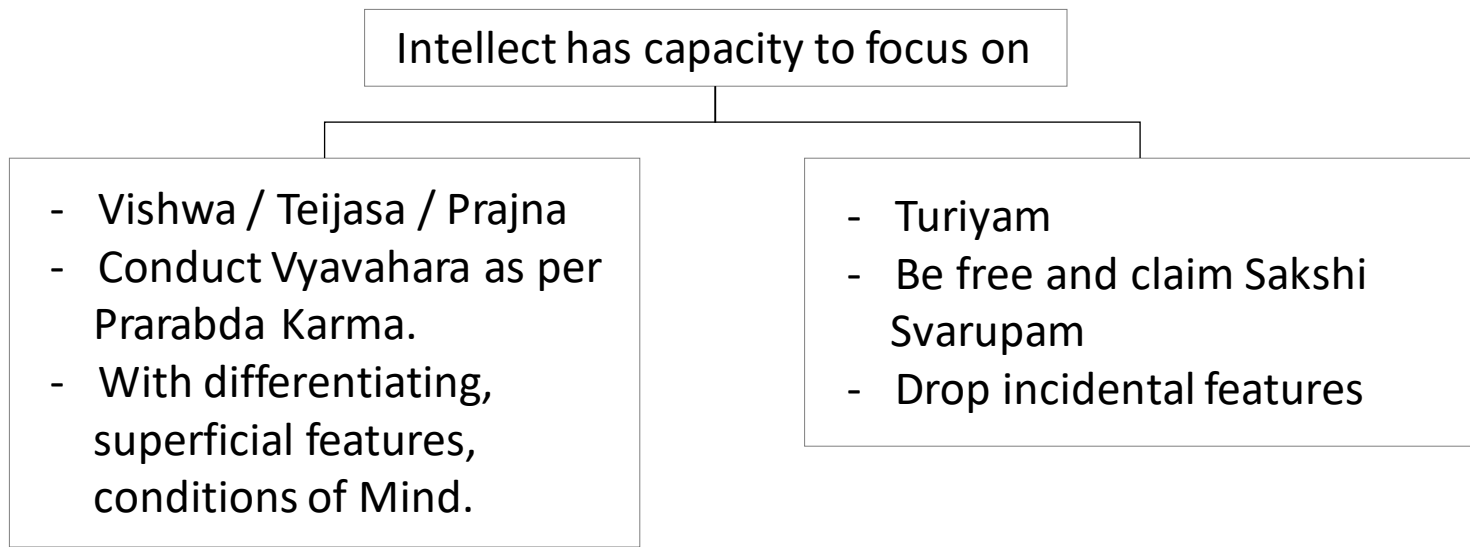 Intellect has capacity to focus on
- Vishwa / Teijasa / Prajna
- Conduct Vyavahara as per
Prarabda Karma.
- With differentiating,
superficial features,
conditions of Mind.
- Turiyam
- Be free and claim Sakshi
Svarupam
- Drop incidental features